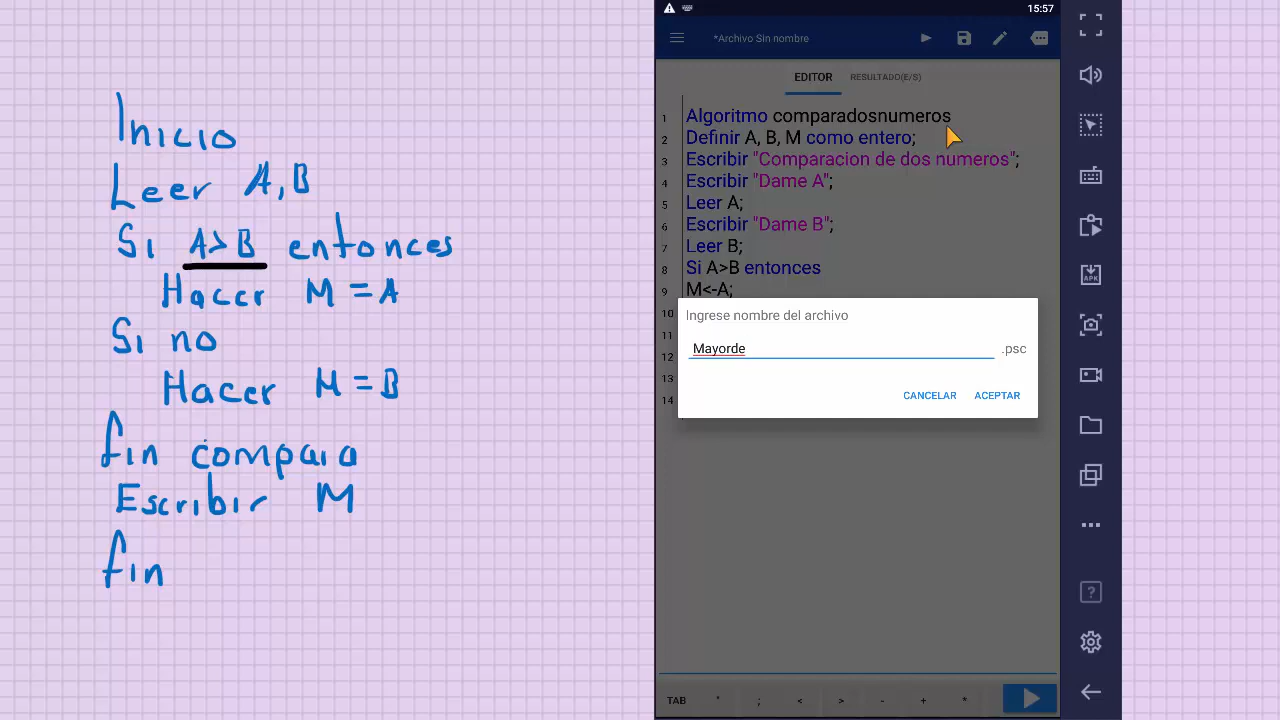 Inicio
Leer A, B
Si A>B entonces
Hacer M = A
Si no
Hacer M = B
fin compara
Escribir M
fin
15:57
*Archivo Sin nombre
EDITOR RESULTADO(E/S)
1 Algoritmo comparadosnumeros
2 Definir A, B, M como entero;
3 Escribir "Comparacion de dos numeros";
4 Escribir "Dame A";
5 Leer A;
6 Escribir "Dame B";
7 Leer B;
8 Si A>B entonces
9 M<-A;
10
11
12
13
14
Ingrese nombre del archivo
Mayorde .psc
CANCELAR ACEPTAR
TAB " ; < > - + *
APK
?